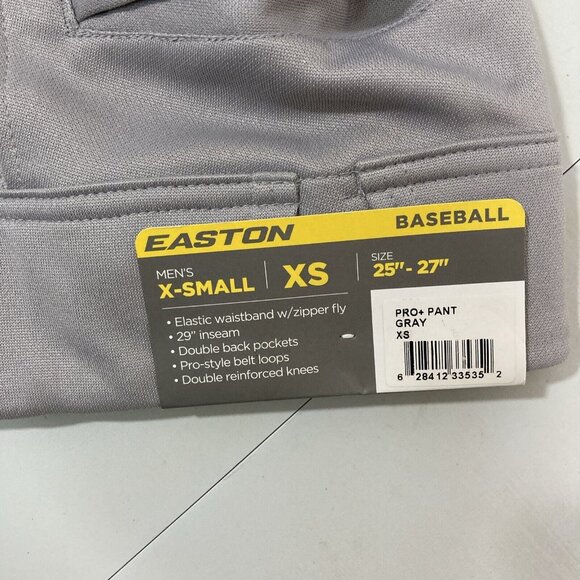 EASTON
BASEBALL
MEN'S
X-SMALL
XS
SIZE
25"- 27"
• Elastic waistband w/zipper fly
• 29" inseam
• Double back pockets
• Pro-style belt loops
• Double reinforced knees
PRO+ PANT
GRAY
XS
6 28412 33535 2